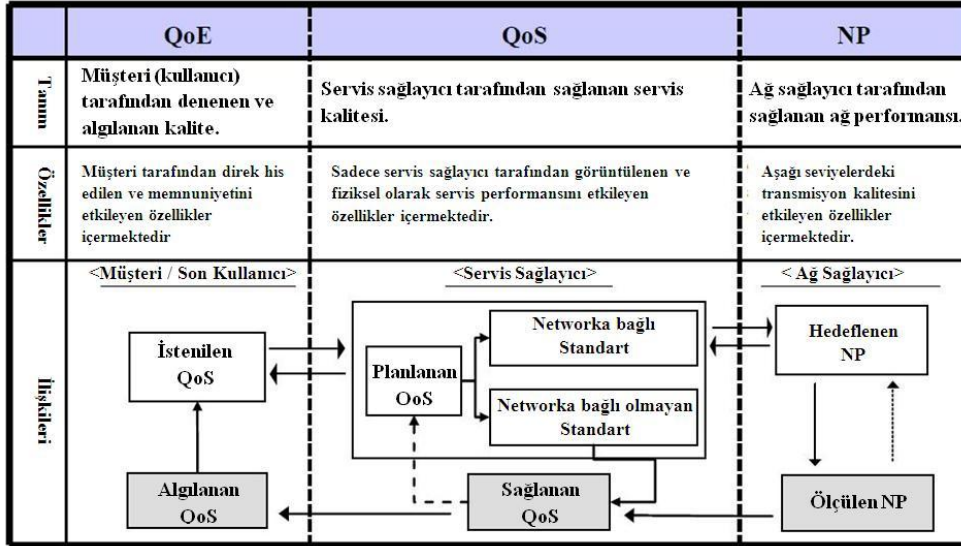 QoE
QoS
NP
Tanım
Müşteri (kullanıcı)
tarafından denenen ve
algılanan kalite.
Servis sağlayıcı tarafından sağlanan servis
kalitesi.
Ağ sağlayıcı tarafından
sağlanan ağ performansı.
Özellikler
Müşteri tarafından direk his
edilen ve memnuniyetini
etkileyen özellikler
içermektedir
Sadece servis sağlayıcı tarafından görüntülenen ve
fiziksel olarak servis performansını etkileyen
özellikler içermektedir.
Aşağı seviyelerdeki
transmisyon kalitesini
etkileyen özellikler
içermektedir.
İlişkileri
<Müşteri / Son Kullanıcı>
<Servis Sağlayıcı>
< Ağ Sağlayıcı>
İstenilen
QoS
Planlanan
OoS
Networka bağlı
Standart
Networka bağlı olmayan
Standart
Hedeflenen
NP
Algılanan
QoS
Sağlanan
QoS
Ölçülen NP